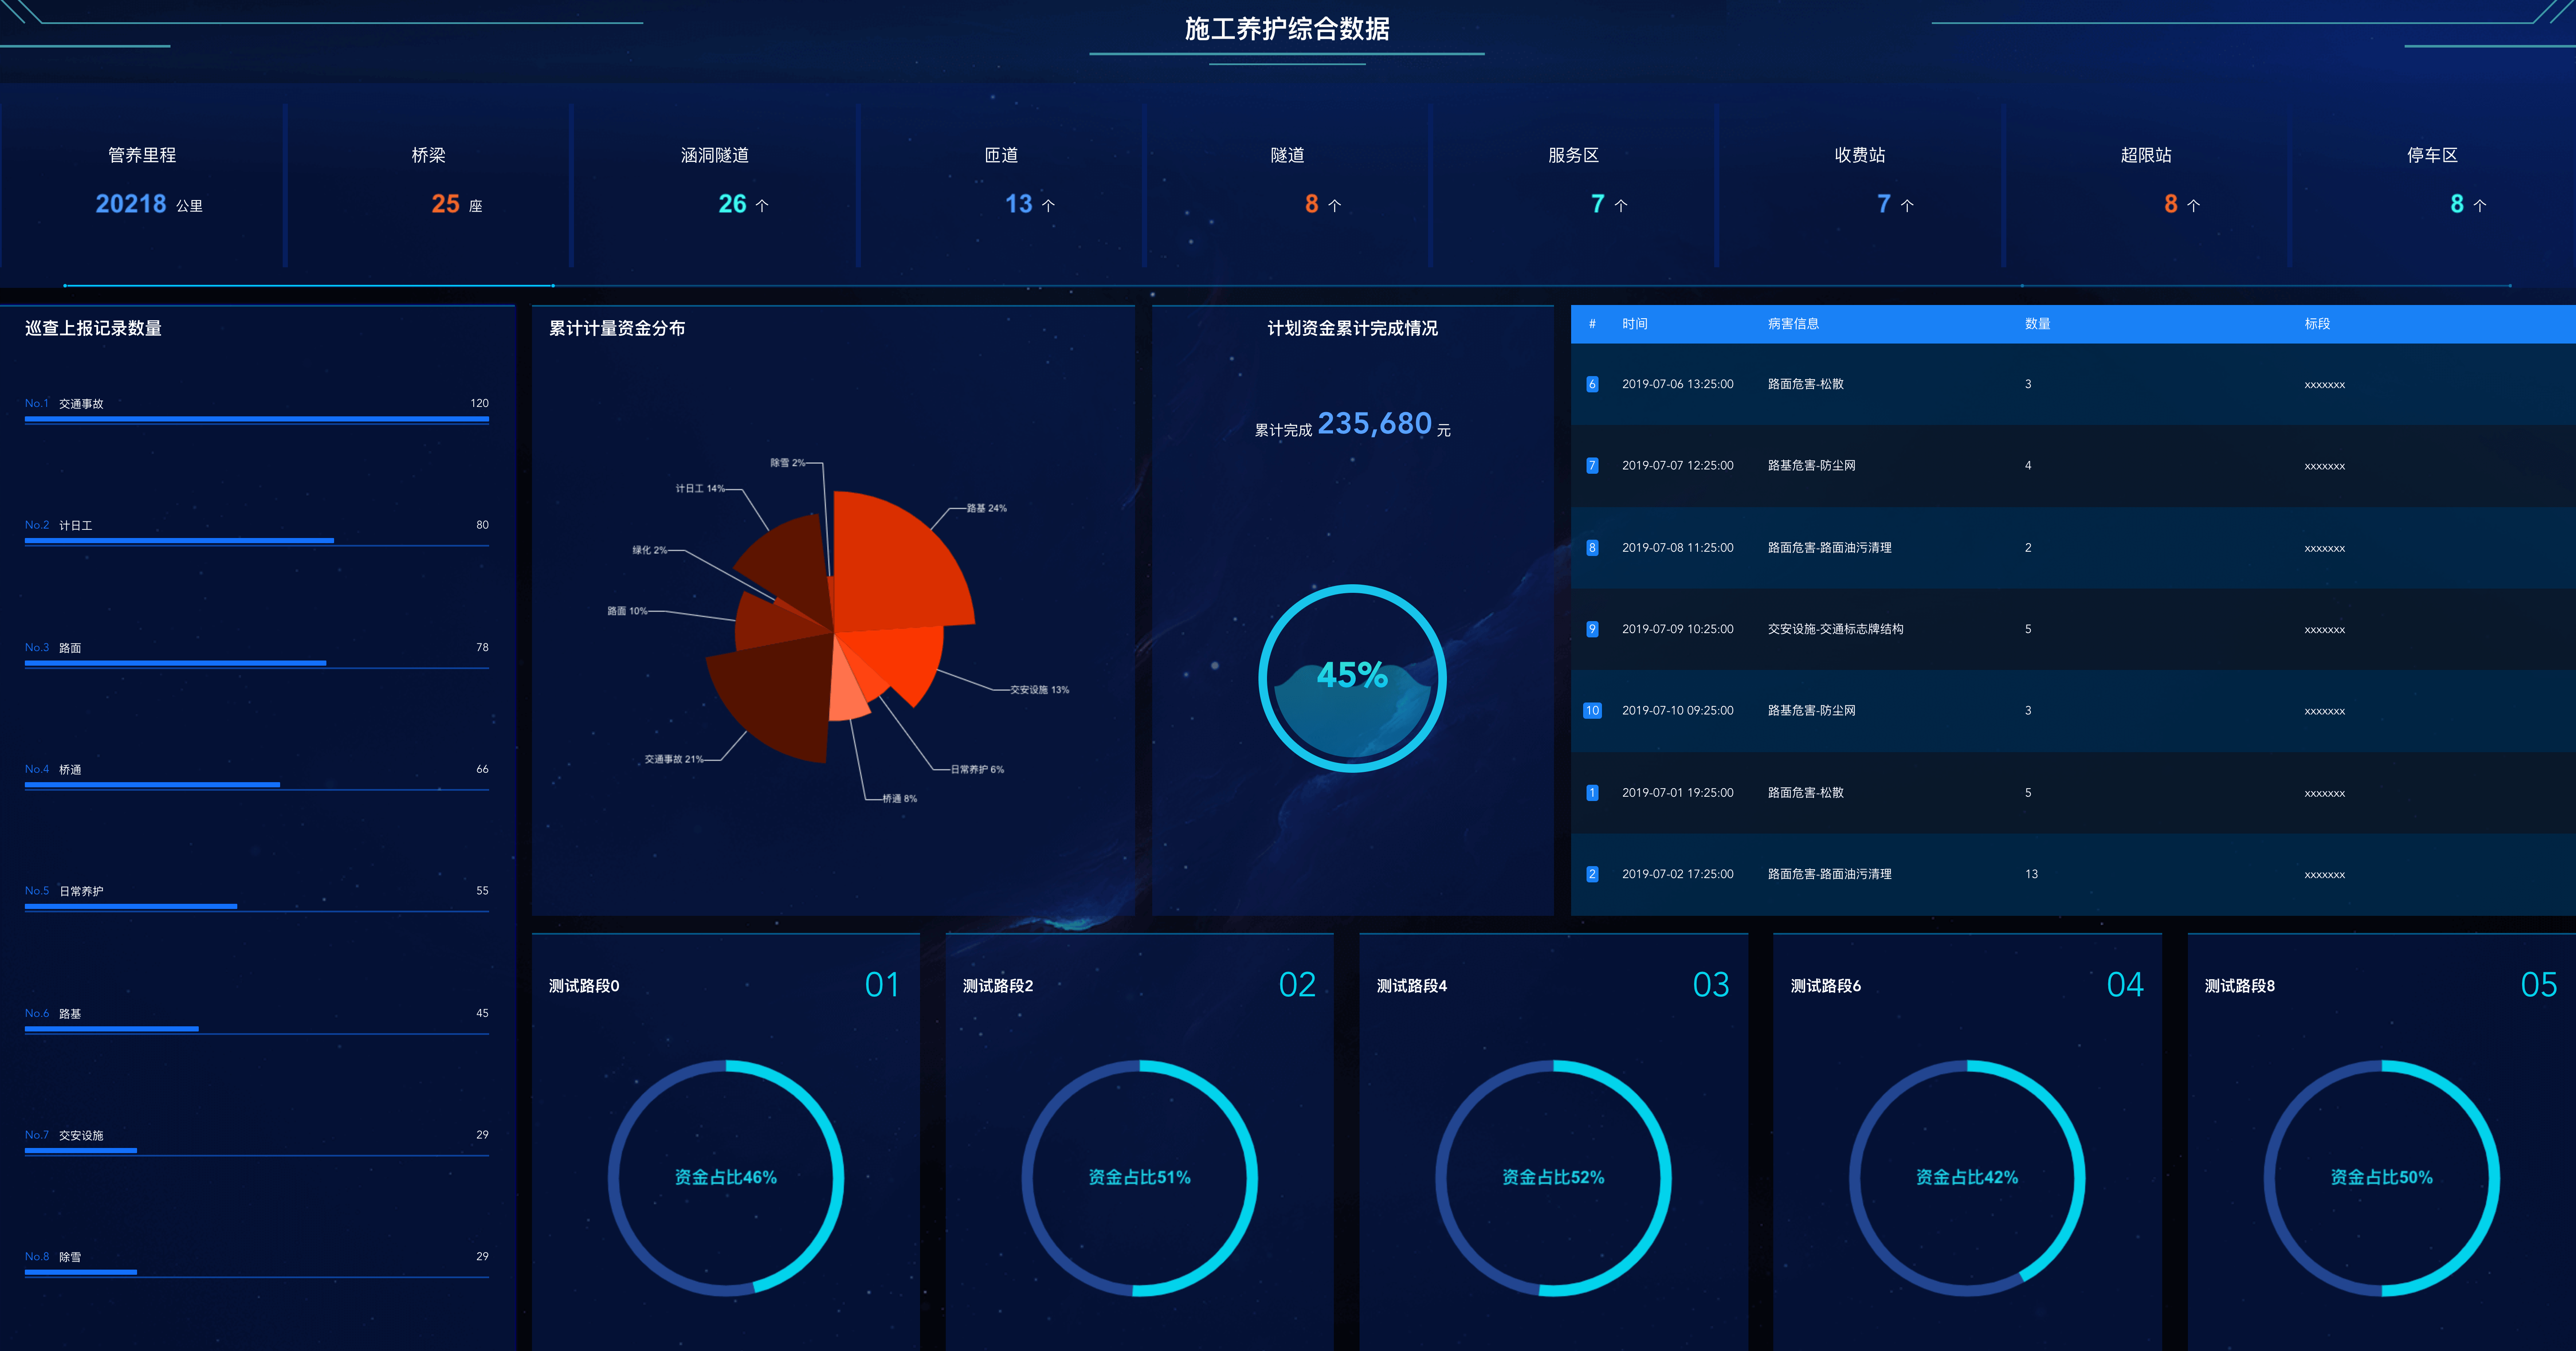 施工养护综合数据
管养里程
20218 公里
桥梁
25 座
涵洞隧道
26 个
匝道
13 个
隧道
8 个
服务区
7 个
收费站
7 个
超限站
8 个
停车区
8 个
巡查上报记录数量
No.1 交通事故 120
No.2 计日工 80
No.3 路面 78
No.4 桥通 66
No.5 日常养护 55
No.6 路基 45
No.7 交安设施 29
No.8 除雪 29
累计计量资金分布
除雪 2%
计日工 14%
路基 24%
绿化 2%
路面 10%
交安设施 13%
交通事故 21%
日常养护 6%
桥通 8%
计划资金累计完成情况
累计完成 235,680 元
45%
# 时间 病害信息 数量 标段
6 2019-07-06 13:25:00 路面危害-松散 3 xxxxxxx
7 2019-07-07 12:25:00 路基危害-防尘网 4 xxxxxxx
8 2019-07-08 11:25:00 路面危害-路面油污清理 2 xxxxxxx
9 2019-07-09 10:25:00 交安设施-交通标志牌结构 5 xxxxxxx
10 2019-07-10 09:25:00 路基危害-防尘网 3 xxxxxxx
1 2019-07-01 19:25:00 路面危害-松散 5 xxxxxxx
2 2019-07-02 17:25:00 路面危害-路面油污清理 13 xxxxxxx
测试路段0 01
资金占比46%
测试路段2 02
资金占比51%
测试路段4 03
资金占比52%
测试路段6 04
资金占比42%
测试路段8 05
资金占比50%